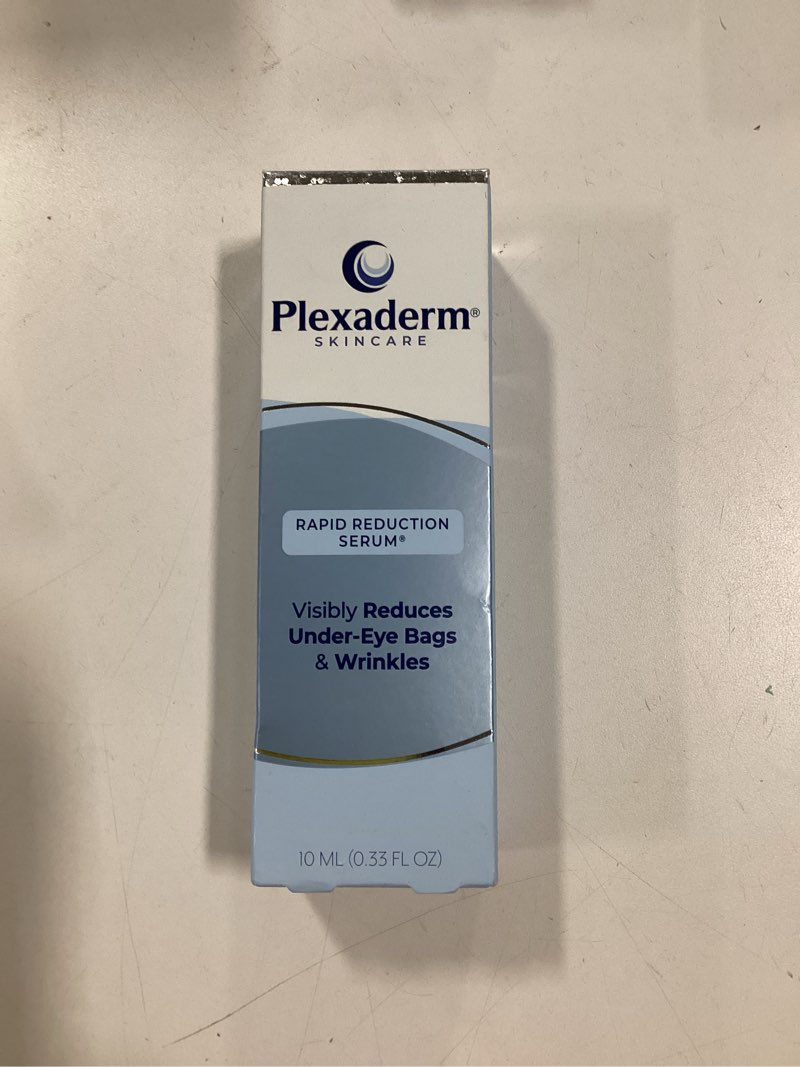 Plexaderm®
SKINCARE
RAPID REDUCTION
SERUM®
Visibly Reduces
Under-Eye Bags
& Wrinkles
10 ML (0.33 FL OZ)